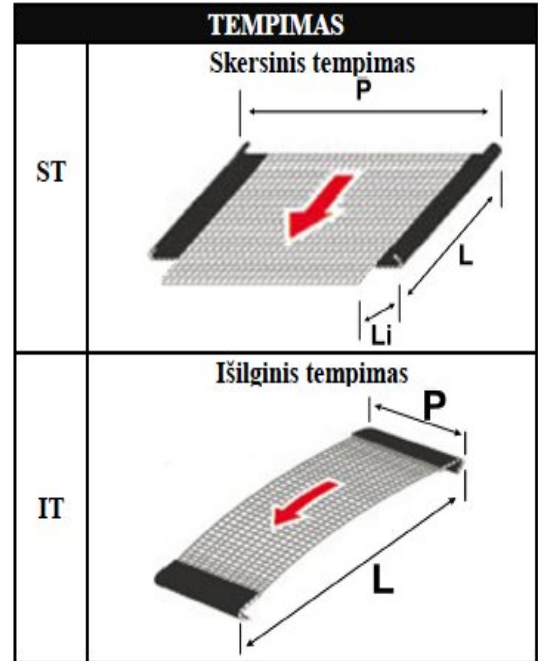 TEMPIMAS
Skersinis tempimas
P
ST
L
Li
Išilginis tempimas
P
IT
L